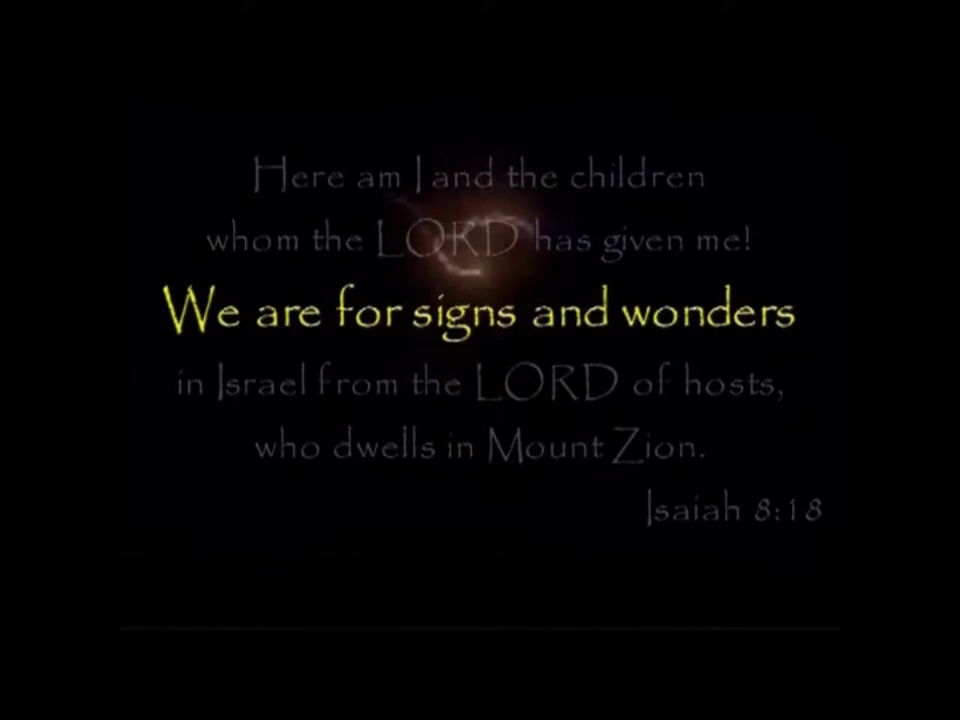 Here am I and the children
whom the LORD has given me!
We are for signs and wonders
in Israel from the LORD of hosts,
who dwells in Mount Zion.
Isaiah 8:18